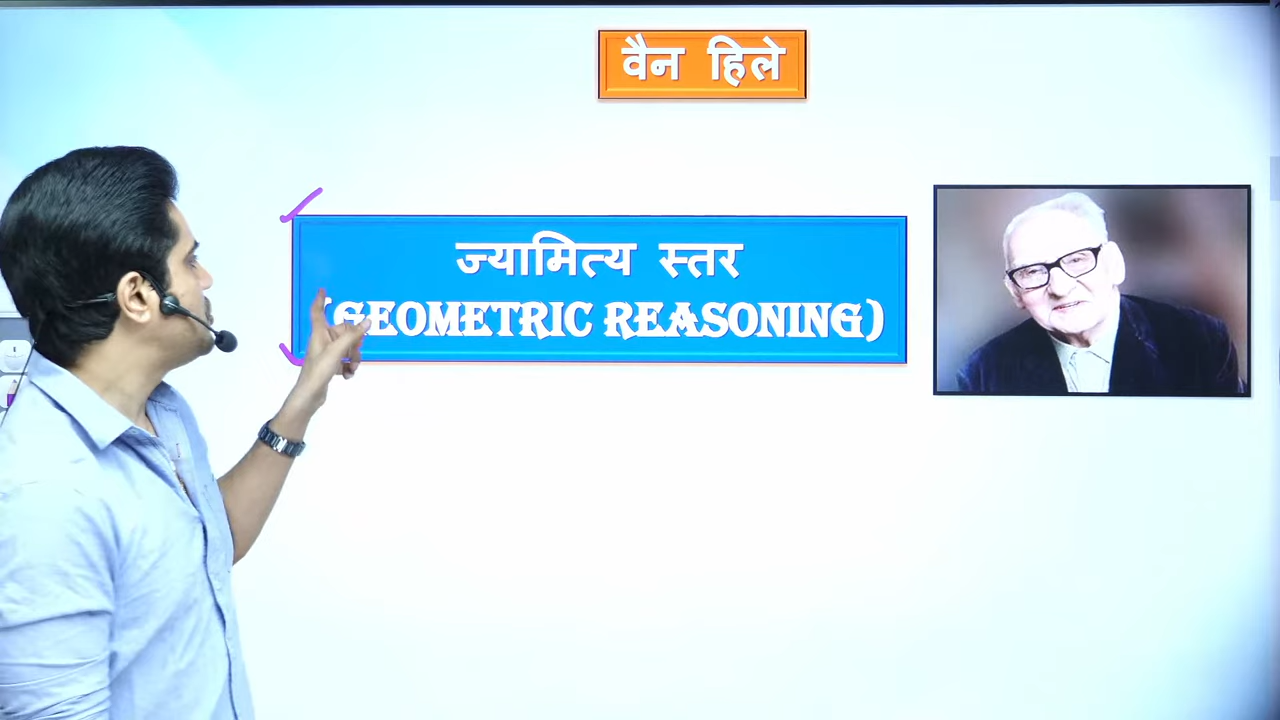 वैन हिले
ज्यामित्य स्तर
(GEOMETRIC REASONING)